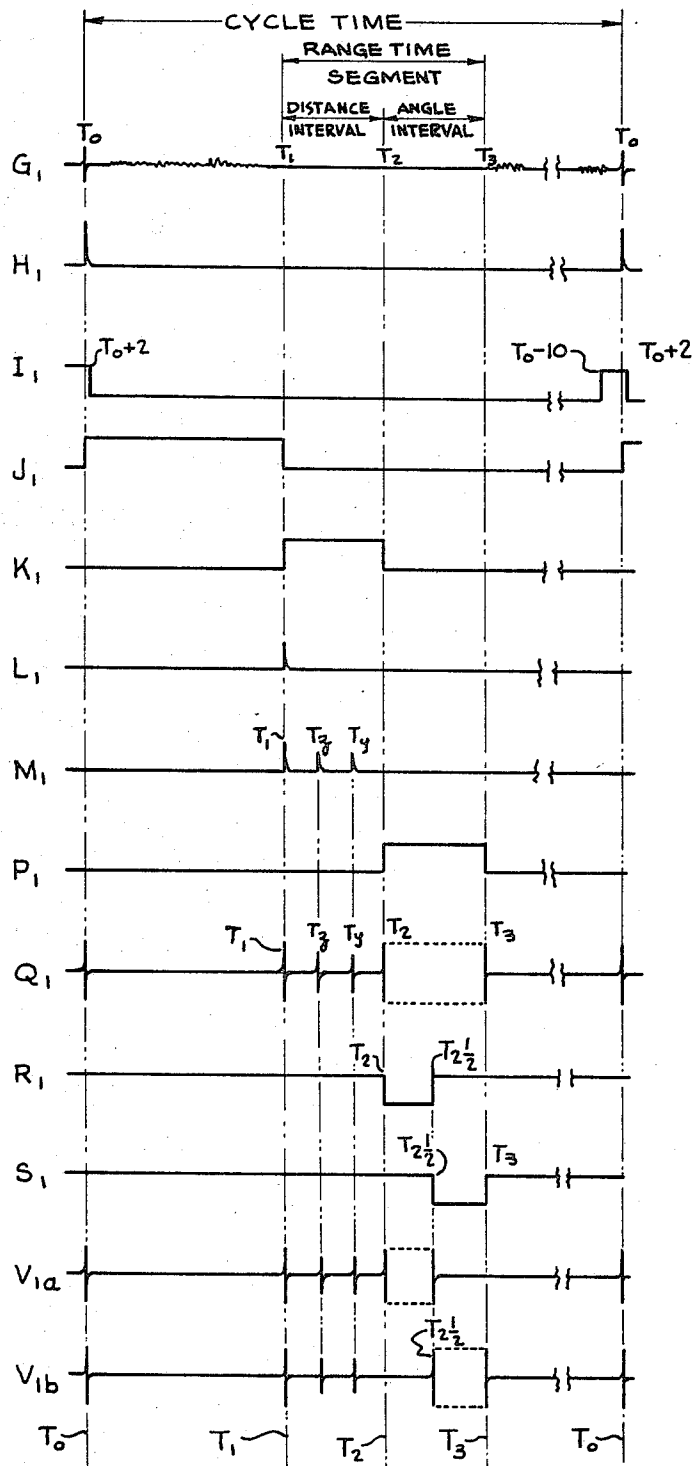 CYCLE TIME
RANGE TIME
SEGMENT
DISTANCE ANGLE
INTERVAL INTERVAL
T₀ T₀
G₁ T₁ T₂ T₃
H₁
I₁ T₀+2 T₀-10 T₀+2
J₁
K₁
L₁
T₁ T₃ Ty
M₁
P₁
T₁ T₃ Ty T₂ T₃
Q₁
R₁ T₂ T2½
S₁ T2½ T₃
V₁a
T2½
V₁b
T₀ T₁ T₂ T₃ T₀